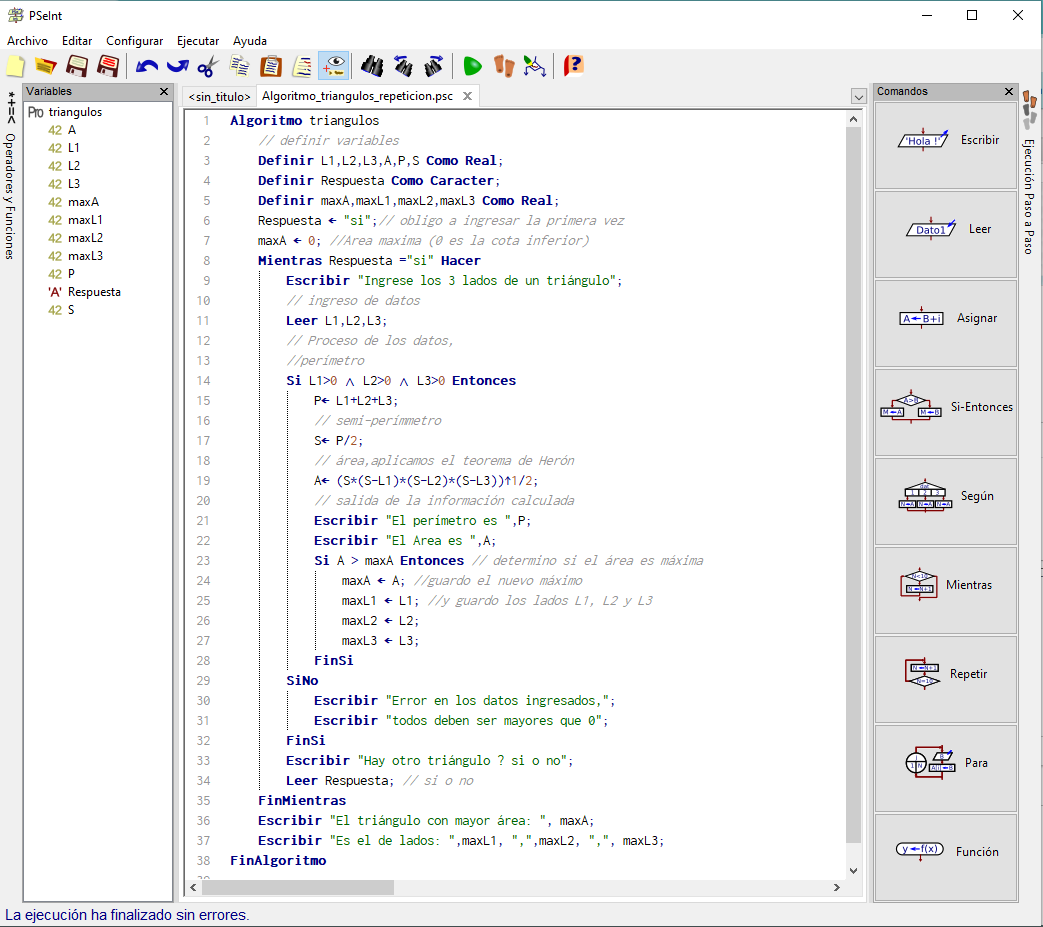 PSeInt
Archivo Editar Configurar Ejecutar Ayuda
*+=< Operadores y Funciones
Variables
Pro triangulos
42 A
42 L1
42 L2
42 L3
42 maxA
42 maxL1
42 maxL2
42 maxL3
42 P
'A' Respuesta
42 S
<sin_titulo> Algoritmo_triangulos_repeticion.psc
1 Algoritmo triangulos
2 // definir variables
3 Definir L1,L2,L3,A,P,S Como Real;
4 Definir Respuesta Como Caracter;
5 Definir maxA,maxL1,maxL2,maxL3 Como Real;
6 Respuesta ← "si";// obligo a ingresar la primera vez
7 maxA ← 0; //Area maxima (0 es la cota inferior)
8 Mientras Respuesta ="si" Hacer
9 Escribir "Ingrese los 3 lados de un triángulo";
10 // ingreso de datos
11 Leer L1,L2,L3;
12 // Proceso de los datos,
13 //perímetro
14 Si L1>0 ∧ L2>0 ∧ L3>0 Entonces
15 P← L1+L2+L3;
16 // semi-perímmetro
17 S← P/2;
18 // área,aplicamos el teorema de Herón
19 A← (S*(S-L1)*(S-L2)*(S-L3))↑1/2;
20 // salida de la información calculada
21 Escribir "El perímetro es ",P;
22 Escribir "El Area es ",A;
23 Si A > maxA Entonces // determino si el área es máxima
24 maxA ← A; //guardo el nuevo máximo
25 maxL1 ← L1; //y guardo los lados L1, L2 y L3
26 maxL2 ← L2;
27 maxL3 ← L3;
28 FinSi
29 SiNo
30 Escribir "Error en los datos ingresados,";
31 Escribir "todos deben ser mayores que 0";
32 FinSi
33 Escribir "Hay otro triángulo ? si o no";
34 Leer Respuesta; // si o no
35 FinMientras
36 Escribir "El triángulo con mayor área: ", maxA;
37 Escribir "Es el de lados: ",maxL1, ",",maxL2, ",", maxL3;
38 FinAlgoritmo
Comandos
'Hola !' Escribir
Dato1 Leer
A←B+i Asignar
A>B M←A M←B Si-Entonces
Según
Mientras
Repetir
Para
y←f(x) Función
Ejecución Paso a Paso
La ejecución ha finalizado sin errores.